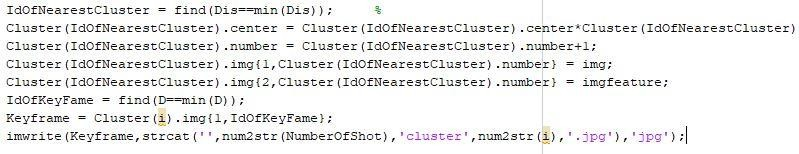 IdOfNearestCluster = find(Dis==min(Dis)); %
Cluster(IdOfNearestCluster).center = Cluster(IdOfNearestCluster).center*Cluster(IdOfNearestCluster)
Cluster(IdOfNearestCluster).number = Cluster(IdOfNearestCluster).number+1;
Cluster(IdOfNearestCluster).img{1,Cluster(IdOfNearestCluster).number} = img;
Cluster(IdOfNearestCluster).img{2,Cluster(IdOfNearestCluster).number} = imgfeature;
IdOfKeyFame = find(D==min(D));
Keyframe = Cluster(i).img{1,IdOfKeyFame};
imwrite(Keyframe,strcat('',num2str(NumberOfShot),'cluster',num2str(i),'.jpg'),'jpg');